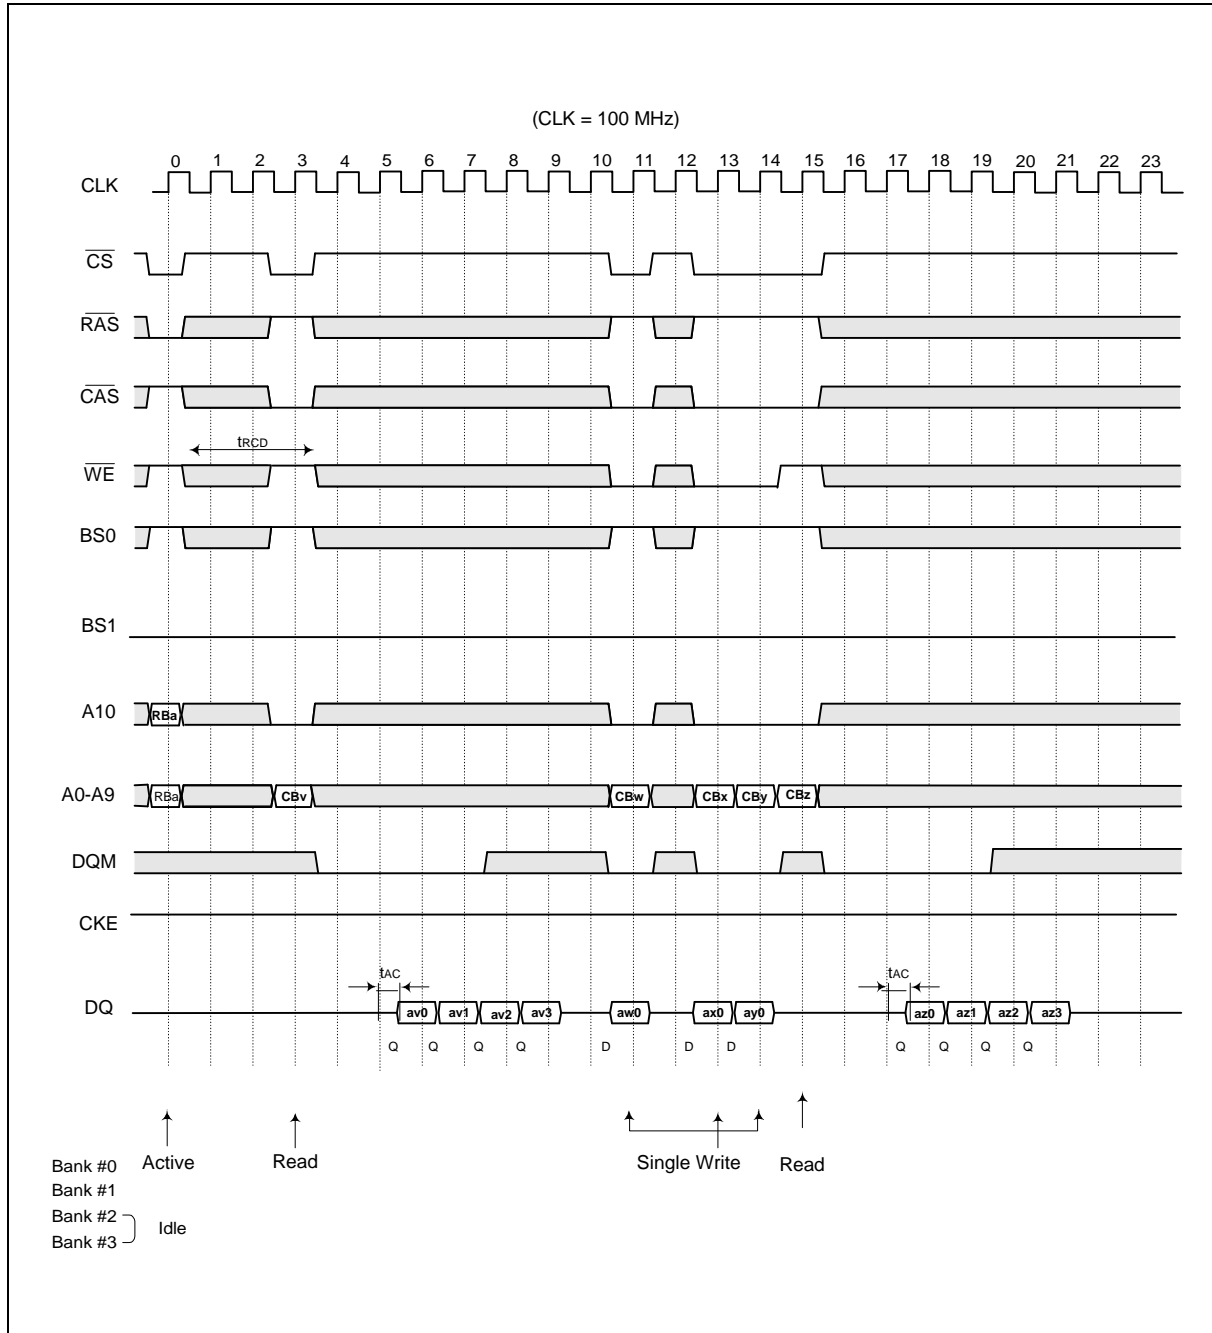 (CLK = 100 MHz)
0 1 2 3 4 5 6 7 8 9 10 11 12 13 14 15 16 17 18 19 20 21 22 23
CLK
CS
RAS
CAS
tRCD
WE
BS0
BS1
A10 RBa
A0-A9 RBa CBv CBw CBx CBy CBz
DQM
CKE
tAC tAC
DQ av0 av1 av2 av3 aw0 ax0 ay0 az0 az1 az2 az3
Q Q Q Q D D D Q Q Q Q
Bank #0 Active Read Single Write Read
Bank #1
Bank #2
Idle
Bank #3